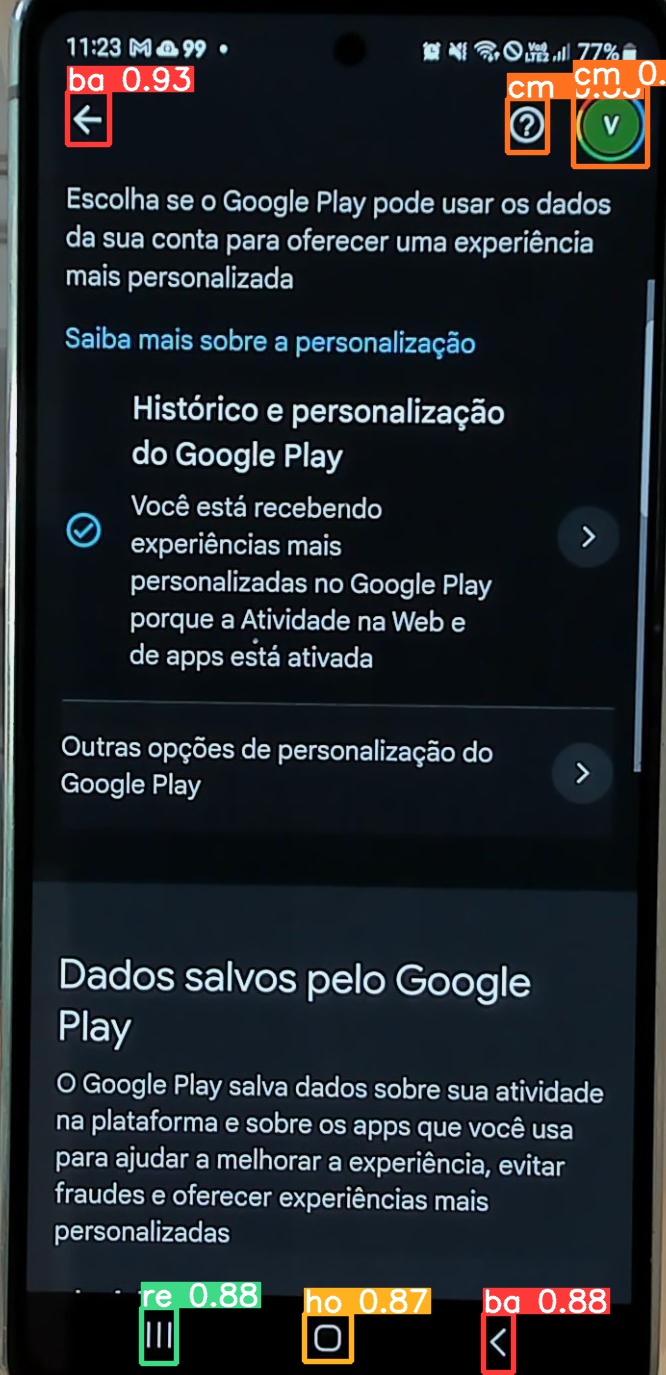 11:23 99
77%
ba 0.93
cm
cm 0.
?
V
Escolha se o Google Play pode usar os dados
da sua conta para oferecer uma experiência
mais personalizada
Saiba mais sobre a personalização
Histórico e personalização
do Google Play
Você está recebendo
experiências mais
personalizadas no Google Play
porque a Atividade na Web e
de apps está ativada
Outras opções de personalização do
Google Play
Dados salvos pelo Google
Play
O Google Play salva dados sobre sua atividade
na plataforma e sobre os apps que você usa
para ajudar a melhorar a experiência, evitar
fraudes e oferecer experiências mais
personalizadas
re 0.88
ho 0.87
ba 0.88